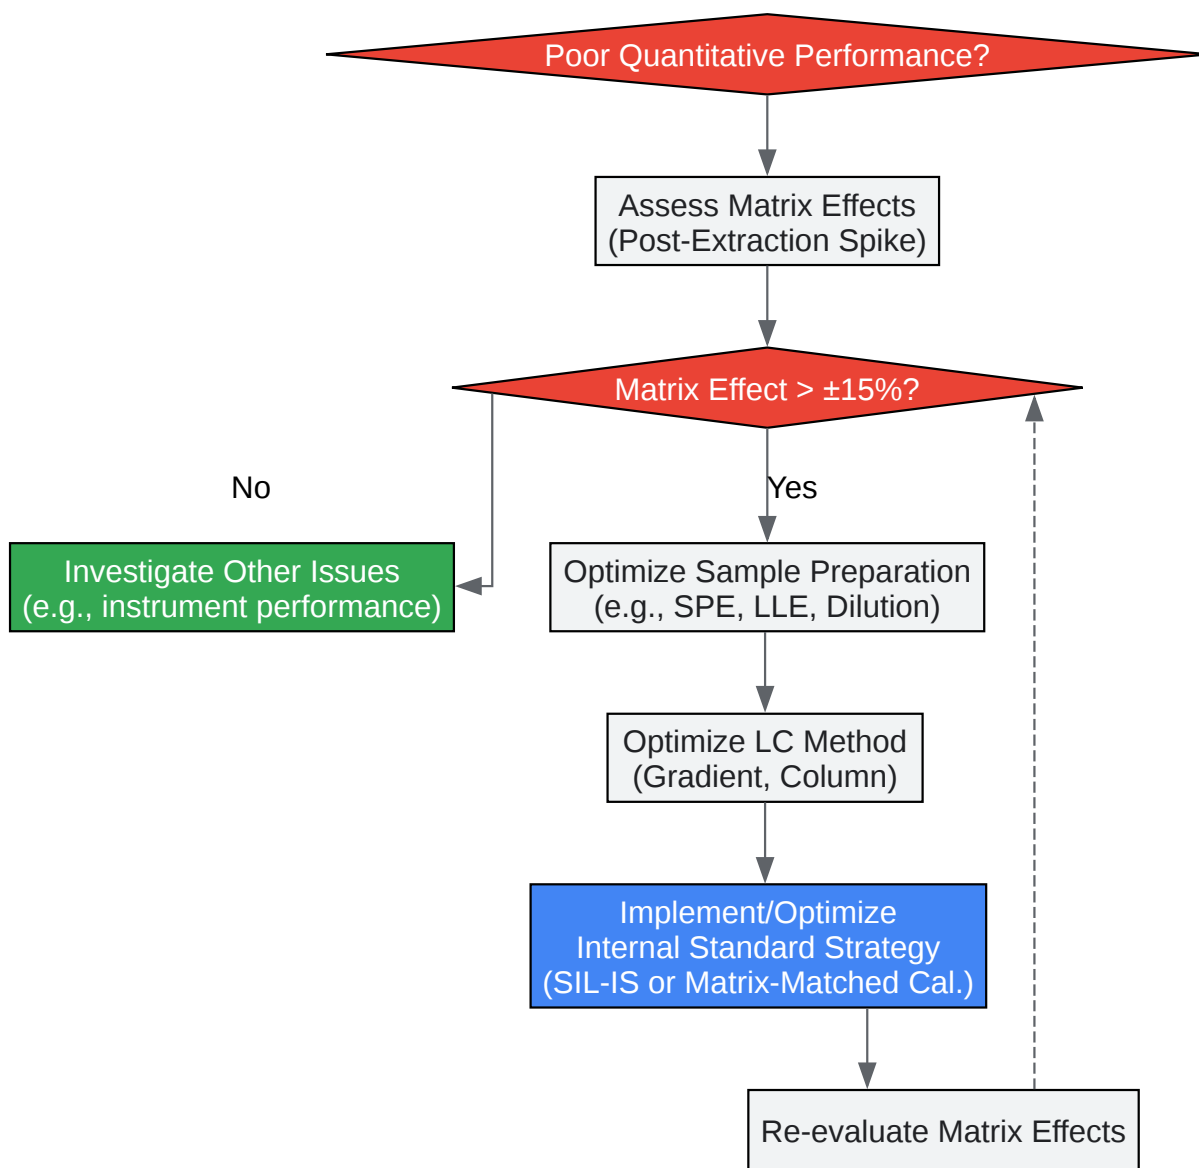 Poor Quantitative Performance?
Assess Matrix Effects
(Post-Extraction Spike)
Matrix Effect > ±15%?
No
Yes
Investigate Other Issues
(e.g., instrument performance)
Optimize Sample Preparation
(e.g., SPE, LLE, Dilution)
Optimize LC Method
(Gradient, Column)
Implement/Optimize
Internal Standard Strategy
(SIL-IS or Matrix-Matched Cal.)
Re-evaluate Matrix Effects